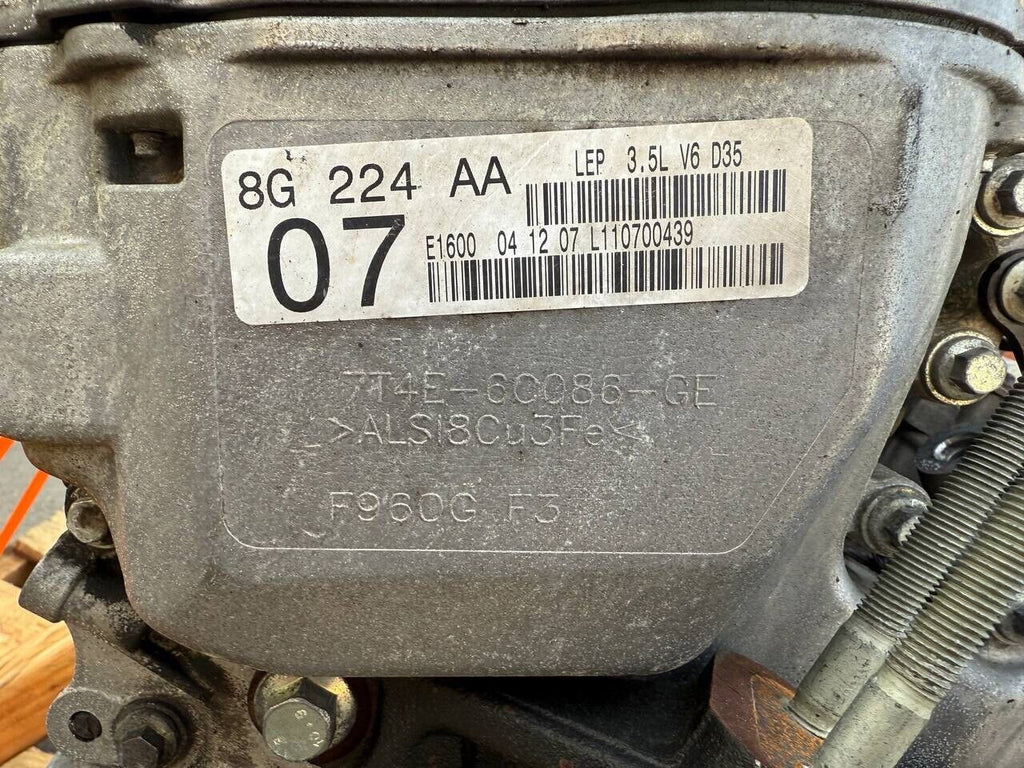 8G 224 AA
LEP 3.5L V6 D35
07
E1600 04 12 07 L110700439
7T4E-6C086-GE
>ALSi8Cu3Fe<
F960G F3